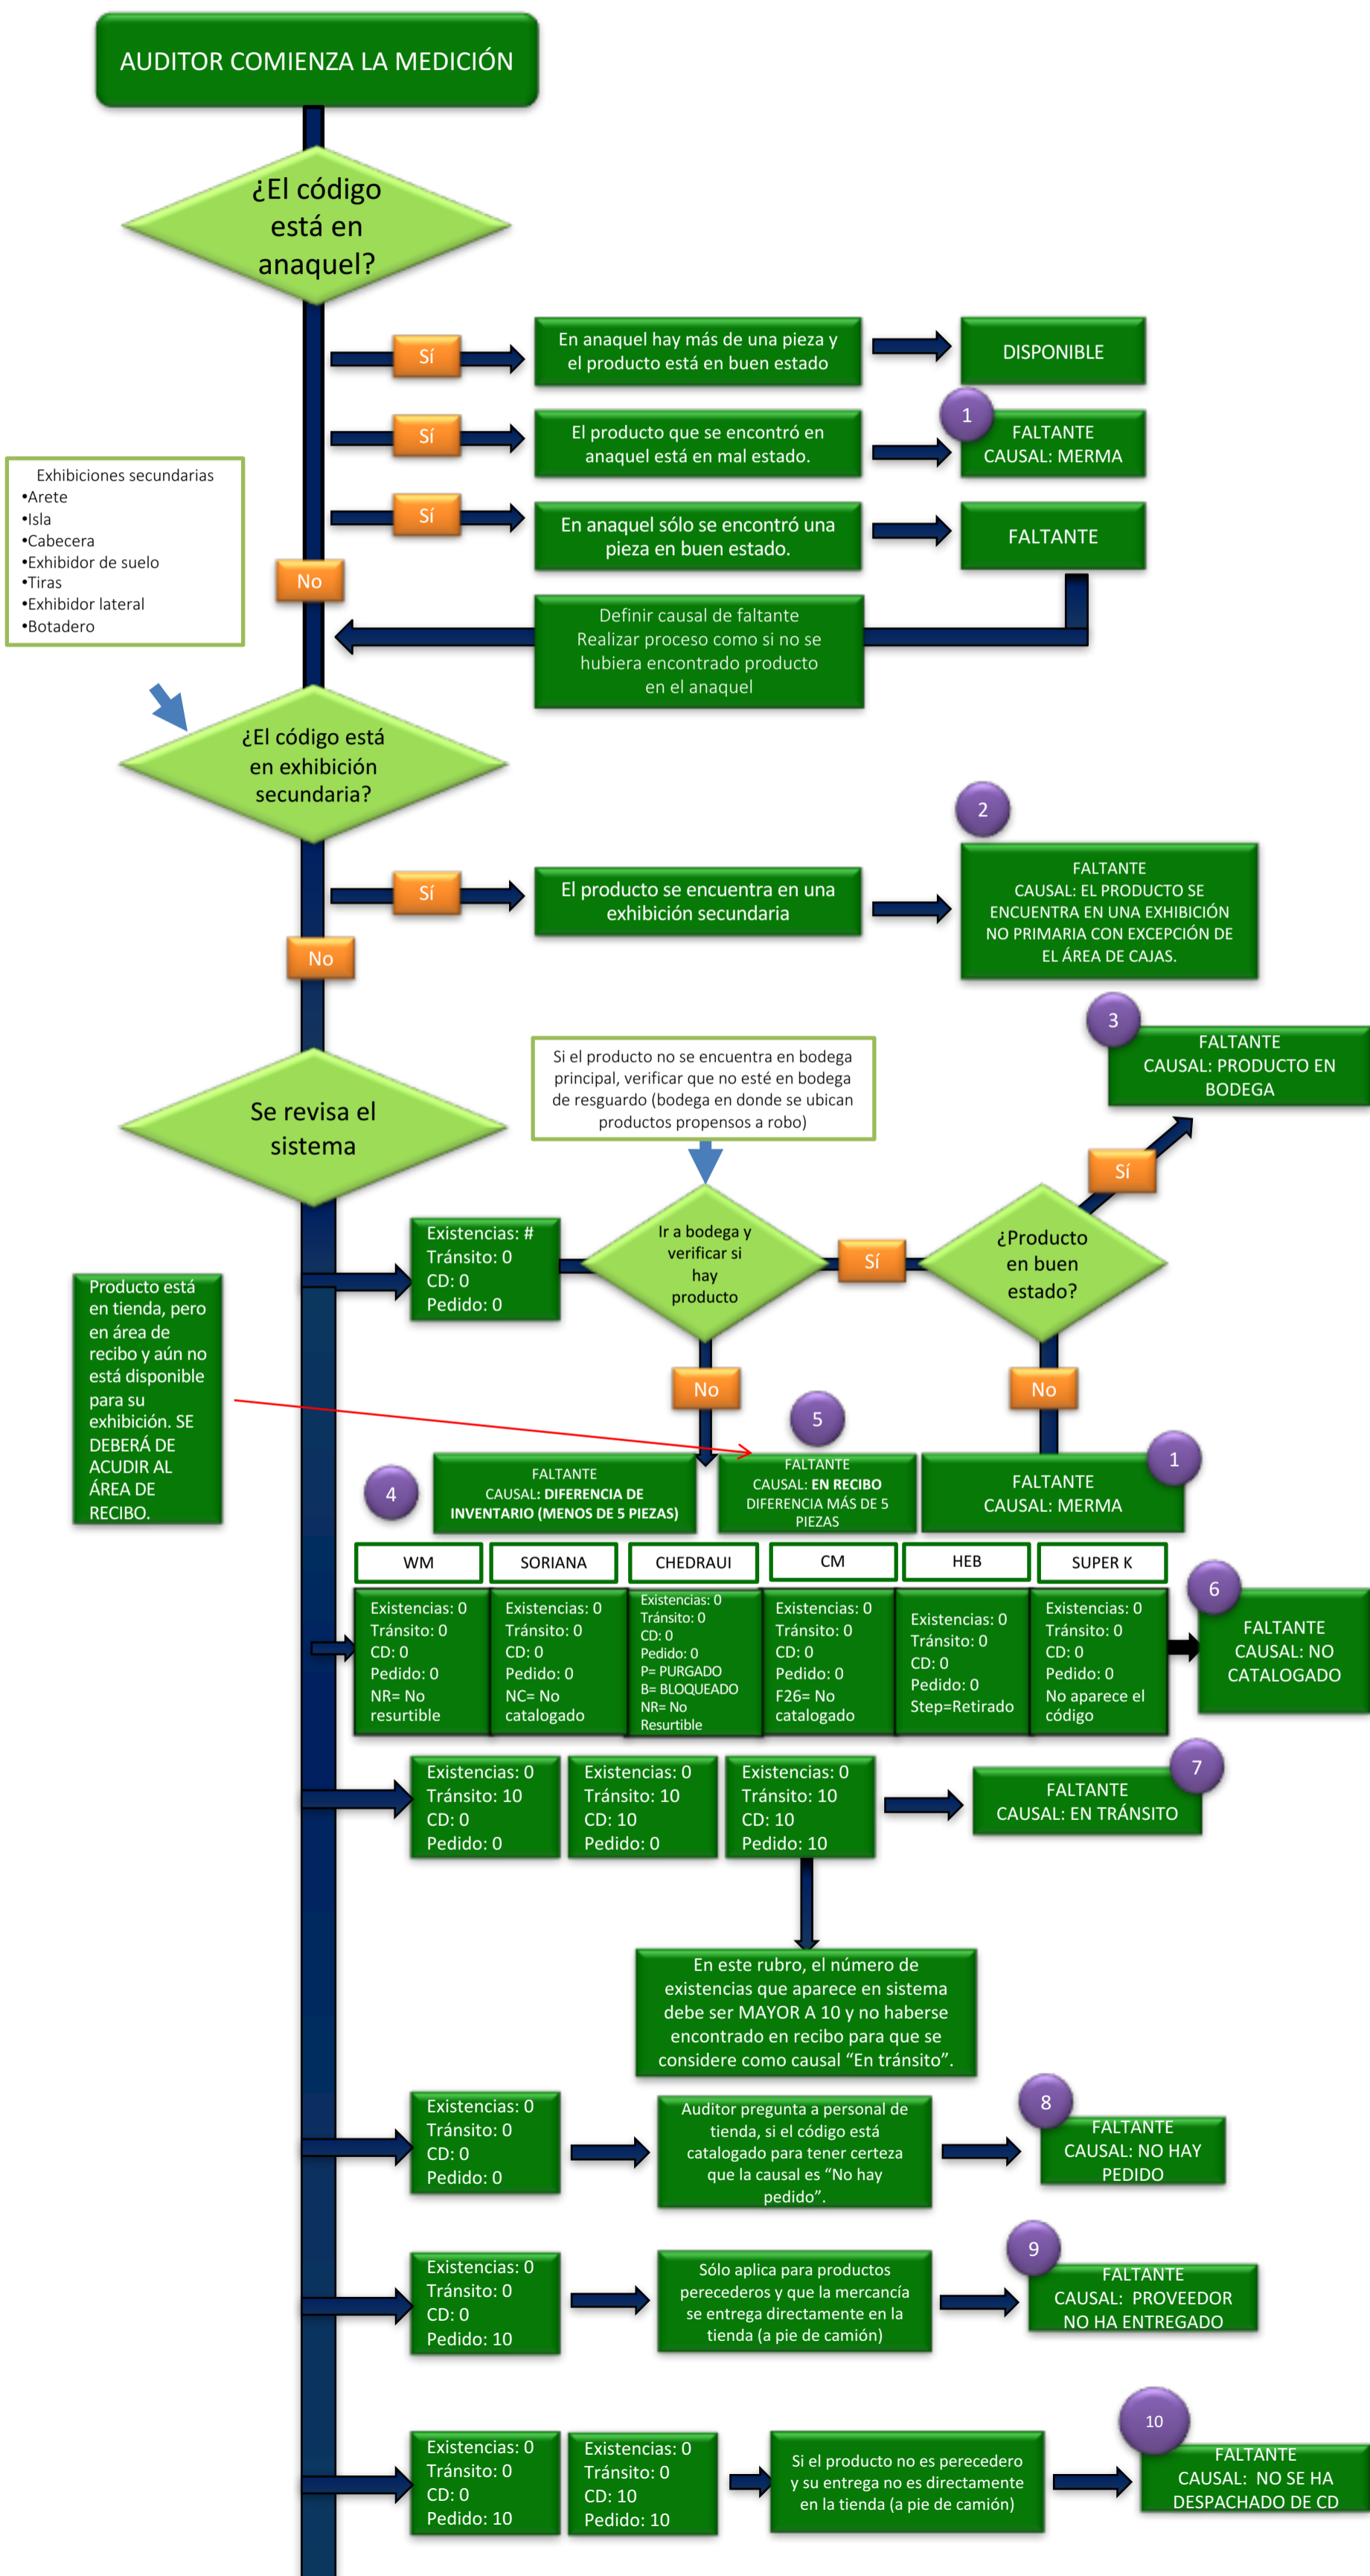 AUDITOR COMIENZA LA MEDICIÓN
¿El código
está en
anaquel?
Sí
En anaquel hay más de una pieza y
el producto está en buen estado
DISPONIBLE
Sí
El producto que se encontró en
anaquel está en mal estado.
1
FALTANTE
CAUSAL: MERMA
Sí
En anaquel sólo se encontró una
pieza en buen estado.
FALTANTE
Exhibiciones secundarias
•Arete
•Isla
•Cabecera
•Exhibidor de suelo
•Tiras
•Exhibidor lateral
•Botadero
No
Definir causal de faltante
Realizar proceso como si no se
hubiera encontrado producto
en el anaquel
¿El código está
en exhibición
secundaria?
Sí
El producto se encuentra en una
exhibición secundaria
2
FALTANTE
CAUSAL: EL PRODUCTO SE
ENCUENTRA EN UNA EXHIBICIÓN
NO PRIMARIA CON EXCEPCIÓN DE
EL ÁREA DE CAJAS.
No
Se revisa el
sistema
Si el producto no se encuentra en bodega
principal, verificar que no esté en bodega
de resguardo (bodega en donde se ubican
productos propensos a robo)
3
FALTANTE
CAUSAL: PRODUCTO EN
BODEGA
Sí
Existencias: #
Tránsito: 0
CD: 0
Pedido: 0
Ir a bodega y
verificar si
hay
producto
Sí
¿Producto
en buen
estado?
Producto está
en tienda, pero
en área de
recibo y aún no
está disponible
para su
exhibición. SE
DEBERÁ DE
ACUDIR AL
ÁREA DE
RECIBO.
No
No
4
FALTANTE
CAUSAL: DIFERENCIA DE
INVENTARIO (MENOS DE 5 PIEZAS)
5
FALTANTE
CAUSAL: EN RECIBO
DIFERENCIA MÁS DE 5
PIEZAS
1
FALTANTE
CAUSAL: MERMA
WM
SORIANA
CHEDRAUI
CM
HEB
SUPER K
Existencias: 0
Tránsito: 0
CD: 0
Pedido: 0
NR= No
resurtible
Existencias: 0
Tránsito: 0
CD: 0
Pedido: 0
NC= No
catalogado
Existencias: 0
Tránsito: 0
CD: 0
Pedido: 0
P= PURGADO
B= BLOQUEADO
NR= No
Resurtible
Existencias: 0
Tránsito: 0
CD: 0
Pedido: 0
F26= No
catalogado
Existencias: 0
Tránsito: 0
CD: 0
Pedido: 0
Step=Retirado
Existencias: 0
Tránsito: 0
CD: 0
Pedido: 0
No aparece el
código
6
FALTANTE
CAUSAL: NO
CATALOGADO
Existencias: 0
Tránsito: 10
CD: 0
Pedido: 0
Existencias: 0
Tránsito: 10
CD: 10
Pedido: 0
Existencias: 0
Tránsito: 10
CD: 10
Pedido: 10
7
FALTANTE
CAUSAL: EN TRÁNSITO
En este rubro, el número de
existencias que aparece en sistema
debe ser MAYOR A 10 y no haberse
encontrado en recibo para que se
considere como causal “En tránsito”.
Existencias: 0
Tránsito: 0
CD: 0
Pedido: 0
Auditor pregunta a personal de
tienda, si el código está
catalogado para tener certeza
que la causal es “No hay
pedido”.
8
FALTANTE
CAUSAL: NO HAY
PEDIDO
Existencias: 0
Tránsito: 0
CD: 0
Pedido: 10
Sólo aplica para productos
perecederos y que la mercancía
se entrega directamente en la
tienda (a pie de camión)
9
FALTANTE
CAUSAL: PROVEEDOR
NO HA ENTREGADO
Existencias: 0
Tránsito: 0
CD: 0
Pedido: 10
Existencias: 0
Tránsito: 0
CD: 10
Pedido: 10
Si el producto no es perecedero
y su entrega no es directamente
en la tienda (a pie de camión)
10
FALTANTE
CAUSAL: NO SE HA
DESPACHADO DE CD